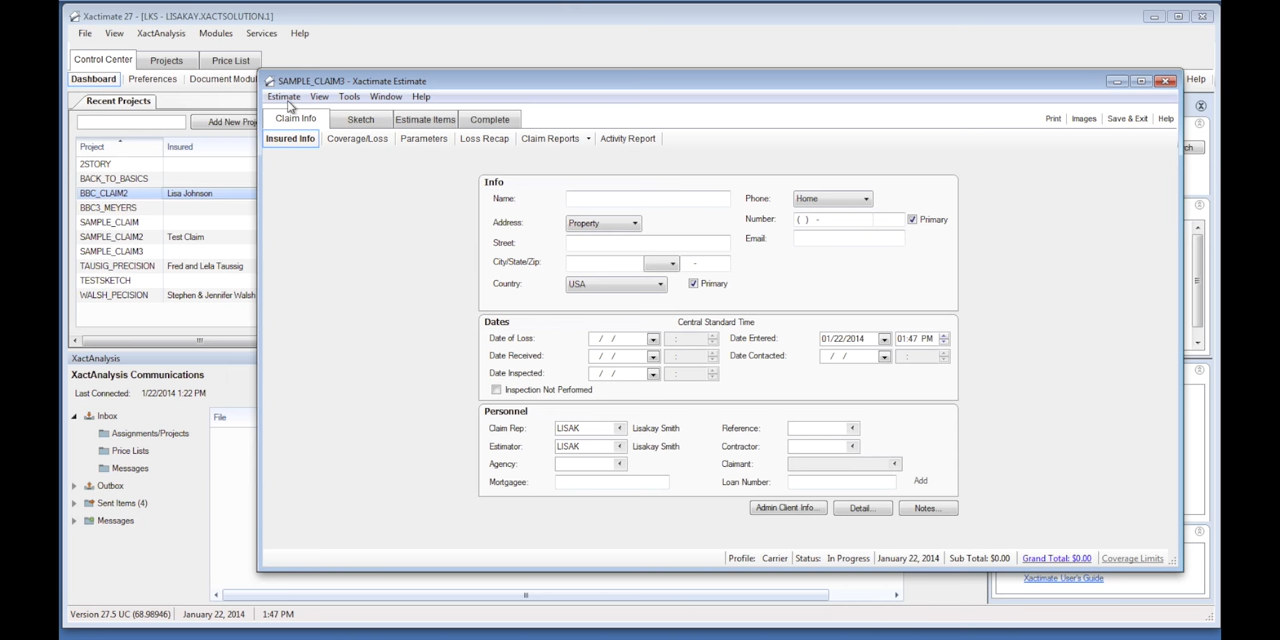 Xactimate 27 - [LKS - LISAKAY.XACTSOLUTION.1]
File View XactAnalysis Modules Services Help
Control Center Projects Price List
Dashboard Preferences Document Modul
Help
Recent Projects
Add New Proj
Project Insured
2STORY
BACK_TO_BASICS
BBC_CLAIM2 Lisa Johnson
BBC3_MEYERS
SAMPLE_CLAIM
SAMPLE_CLAIM2 Test Claim
SAMPLE_CLAIM3
TAUSIG_PRECISION Fred and Lela Taussig
TESTSKETCH
WALSH_PECISION Stephen & Jennifer Walsh
XactAnalysis
XactAnalysis Communications
Last Connected: 1/22/2014 1:22 PM
Inbox
File
Assignments/Projects
Price Lists
Messages
Outbox
Sent Items (4)
Messages
SAMPLE_CLAIM3 - Xactimate Estimate
Estimate View Tools Window Help
Claim Info Sketch Estimate Items Complete
Print Images Save & Exit Help
Insured Info Coverage/Loss Parameters Loss Recap Claim Reports Activity Report
ch
Info
Name: Phone: Home
Address: Property Number: ( ) - Primary
Street: Email:
City/State/Zip: -
Country: USA Primary
Dates Central Standard Time
Date of Loss: / / : Date Entered: 01/22/2014 01:47 PM
Date Received: / / : Date Contacted: / / :
Date Inspected: / / :
Inspection Not Performed
Personnel
Claim Rep: LISAK Lisakay Smith Reference:
Estimator: LISAK Lisakay Smith Contractor:
Agency: Claimant:
Mortgagee: Loan Number: Add
Admin Client Info... Detail... Notes...
Profile: Carrier Status: In Progress January 22, 2014 Sub Total: $0.00 Grand Total: $0.00 Coverage Limits
Xactimate User's Guide
Version 27.5 UC (68.98946) January 22, 2014 1:47 PM